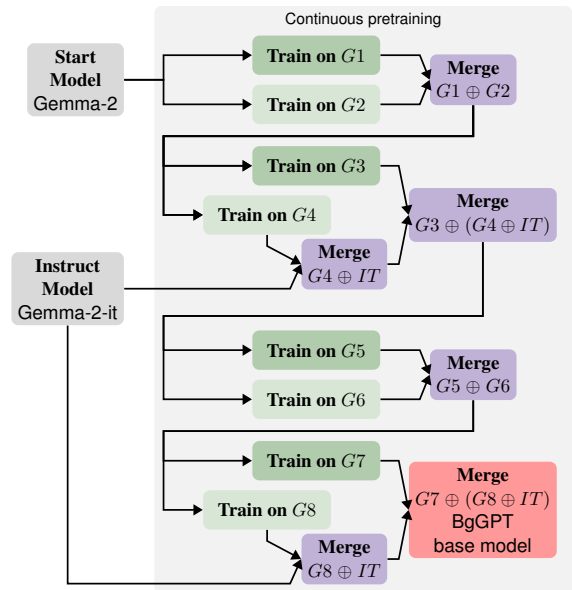 Continuous pretraining
Start
Model
Gemma-2
Train on G1
Train on G2
Merge
G1 ⊕ G2
Train on G3
Train on G4
Merge
G3 ⊕ (G4 ⊕ IT)
Merge
G4 ⊕ IT
Instruct
Model
Gemma-2-it
Train on G5
Train on G6
Merge
G5 ⊕ G6
Train on G7
Train on G8
Merge
G7 ⊕ (G8 ⊕ IT)
BgGPT
base model
Merge
G8 ⊕ IT